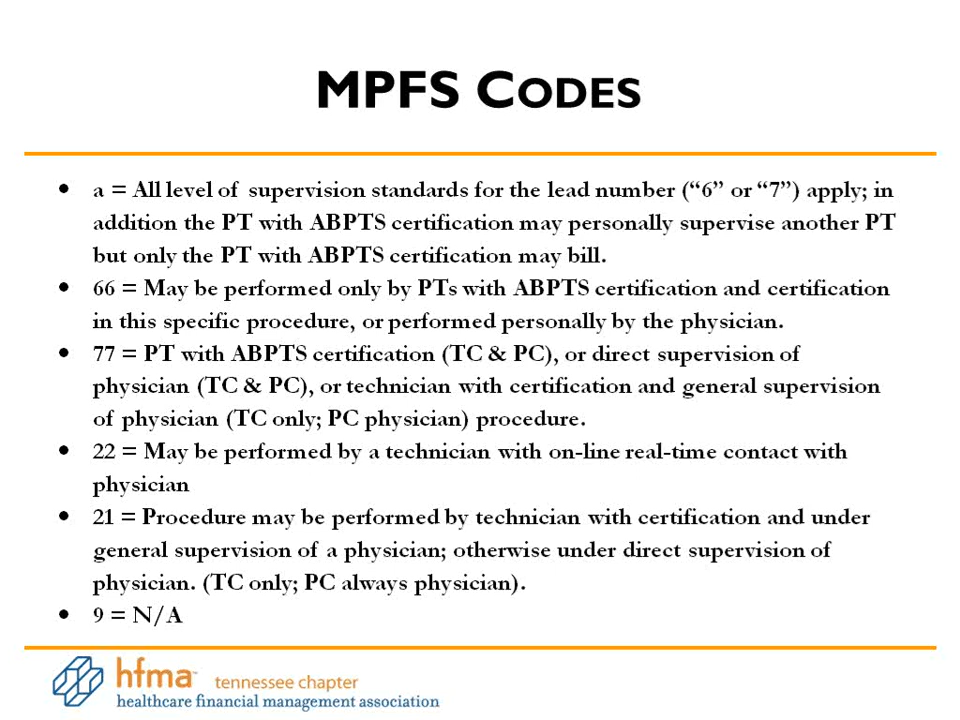 MPFS CODES
• a = All level of supervision standards for the lead number (“6” or “7”) apply; in
addition the PT with ABPTS certification may personally supervise another PT
but only the PT with ABPTS certification may bill.
• 66 = May be performed only by PTs with ABPTS certification and certification
in this specific procedure, or performed personally by the physician.
• 77 = PT with ABPTS certification (TC & PC), or direct supervision of
physician (TC & PC), or technician with certification and general supervision
of physician (TC only; PC physician) procedure.
• 22 = May be performed by a technician with on-line real-time contact with
physician
• 21 = Procedure may be performed by technician with certification and under
general supervision of a physician; otherwise under direct supervision of
physician. (TC only; PC always physician).
• 9 = N/A
hfma™ tennessee chapter
healthcare financial management association